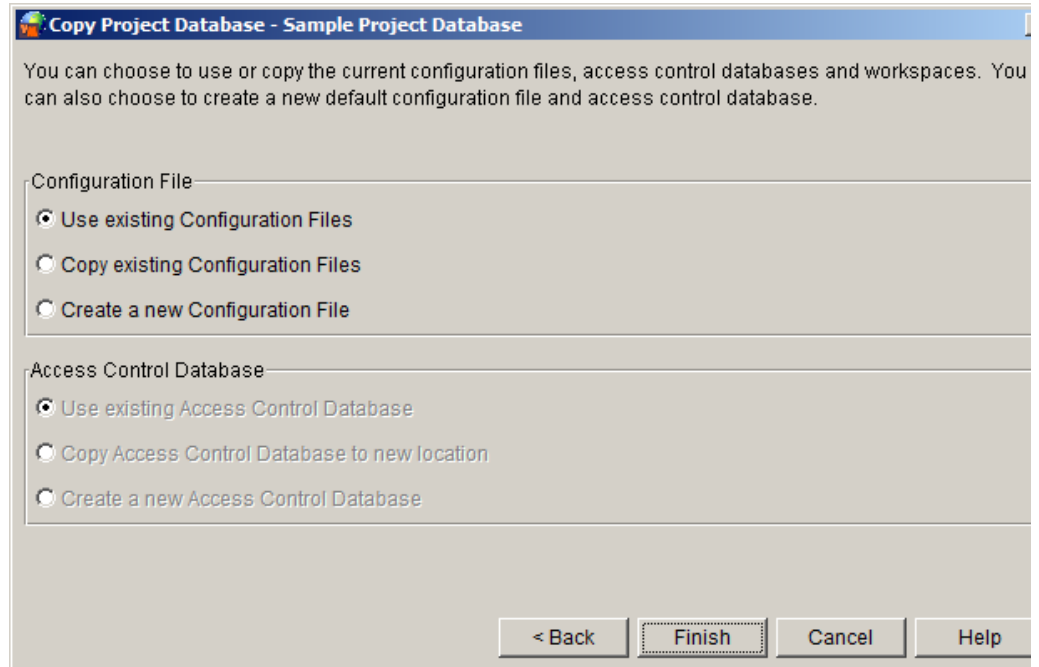 Copy Project Database - Sample Project Database
You can choose to use or copy the current configuration files, access control databases and workspaces. You
can also choose to create a new default configuration file and access control database.
Configuration File
Use existing Configuration Files
Copy existing Configuration Files
Create a new Configuration File
Access Control Database
Use existing Access Control Database
Copy Access Control Database to new location
Create a new Access Control Database
< Back Finish Cancel Help